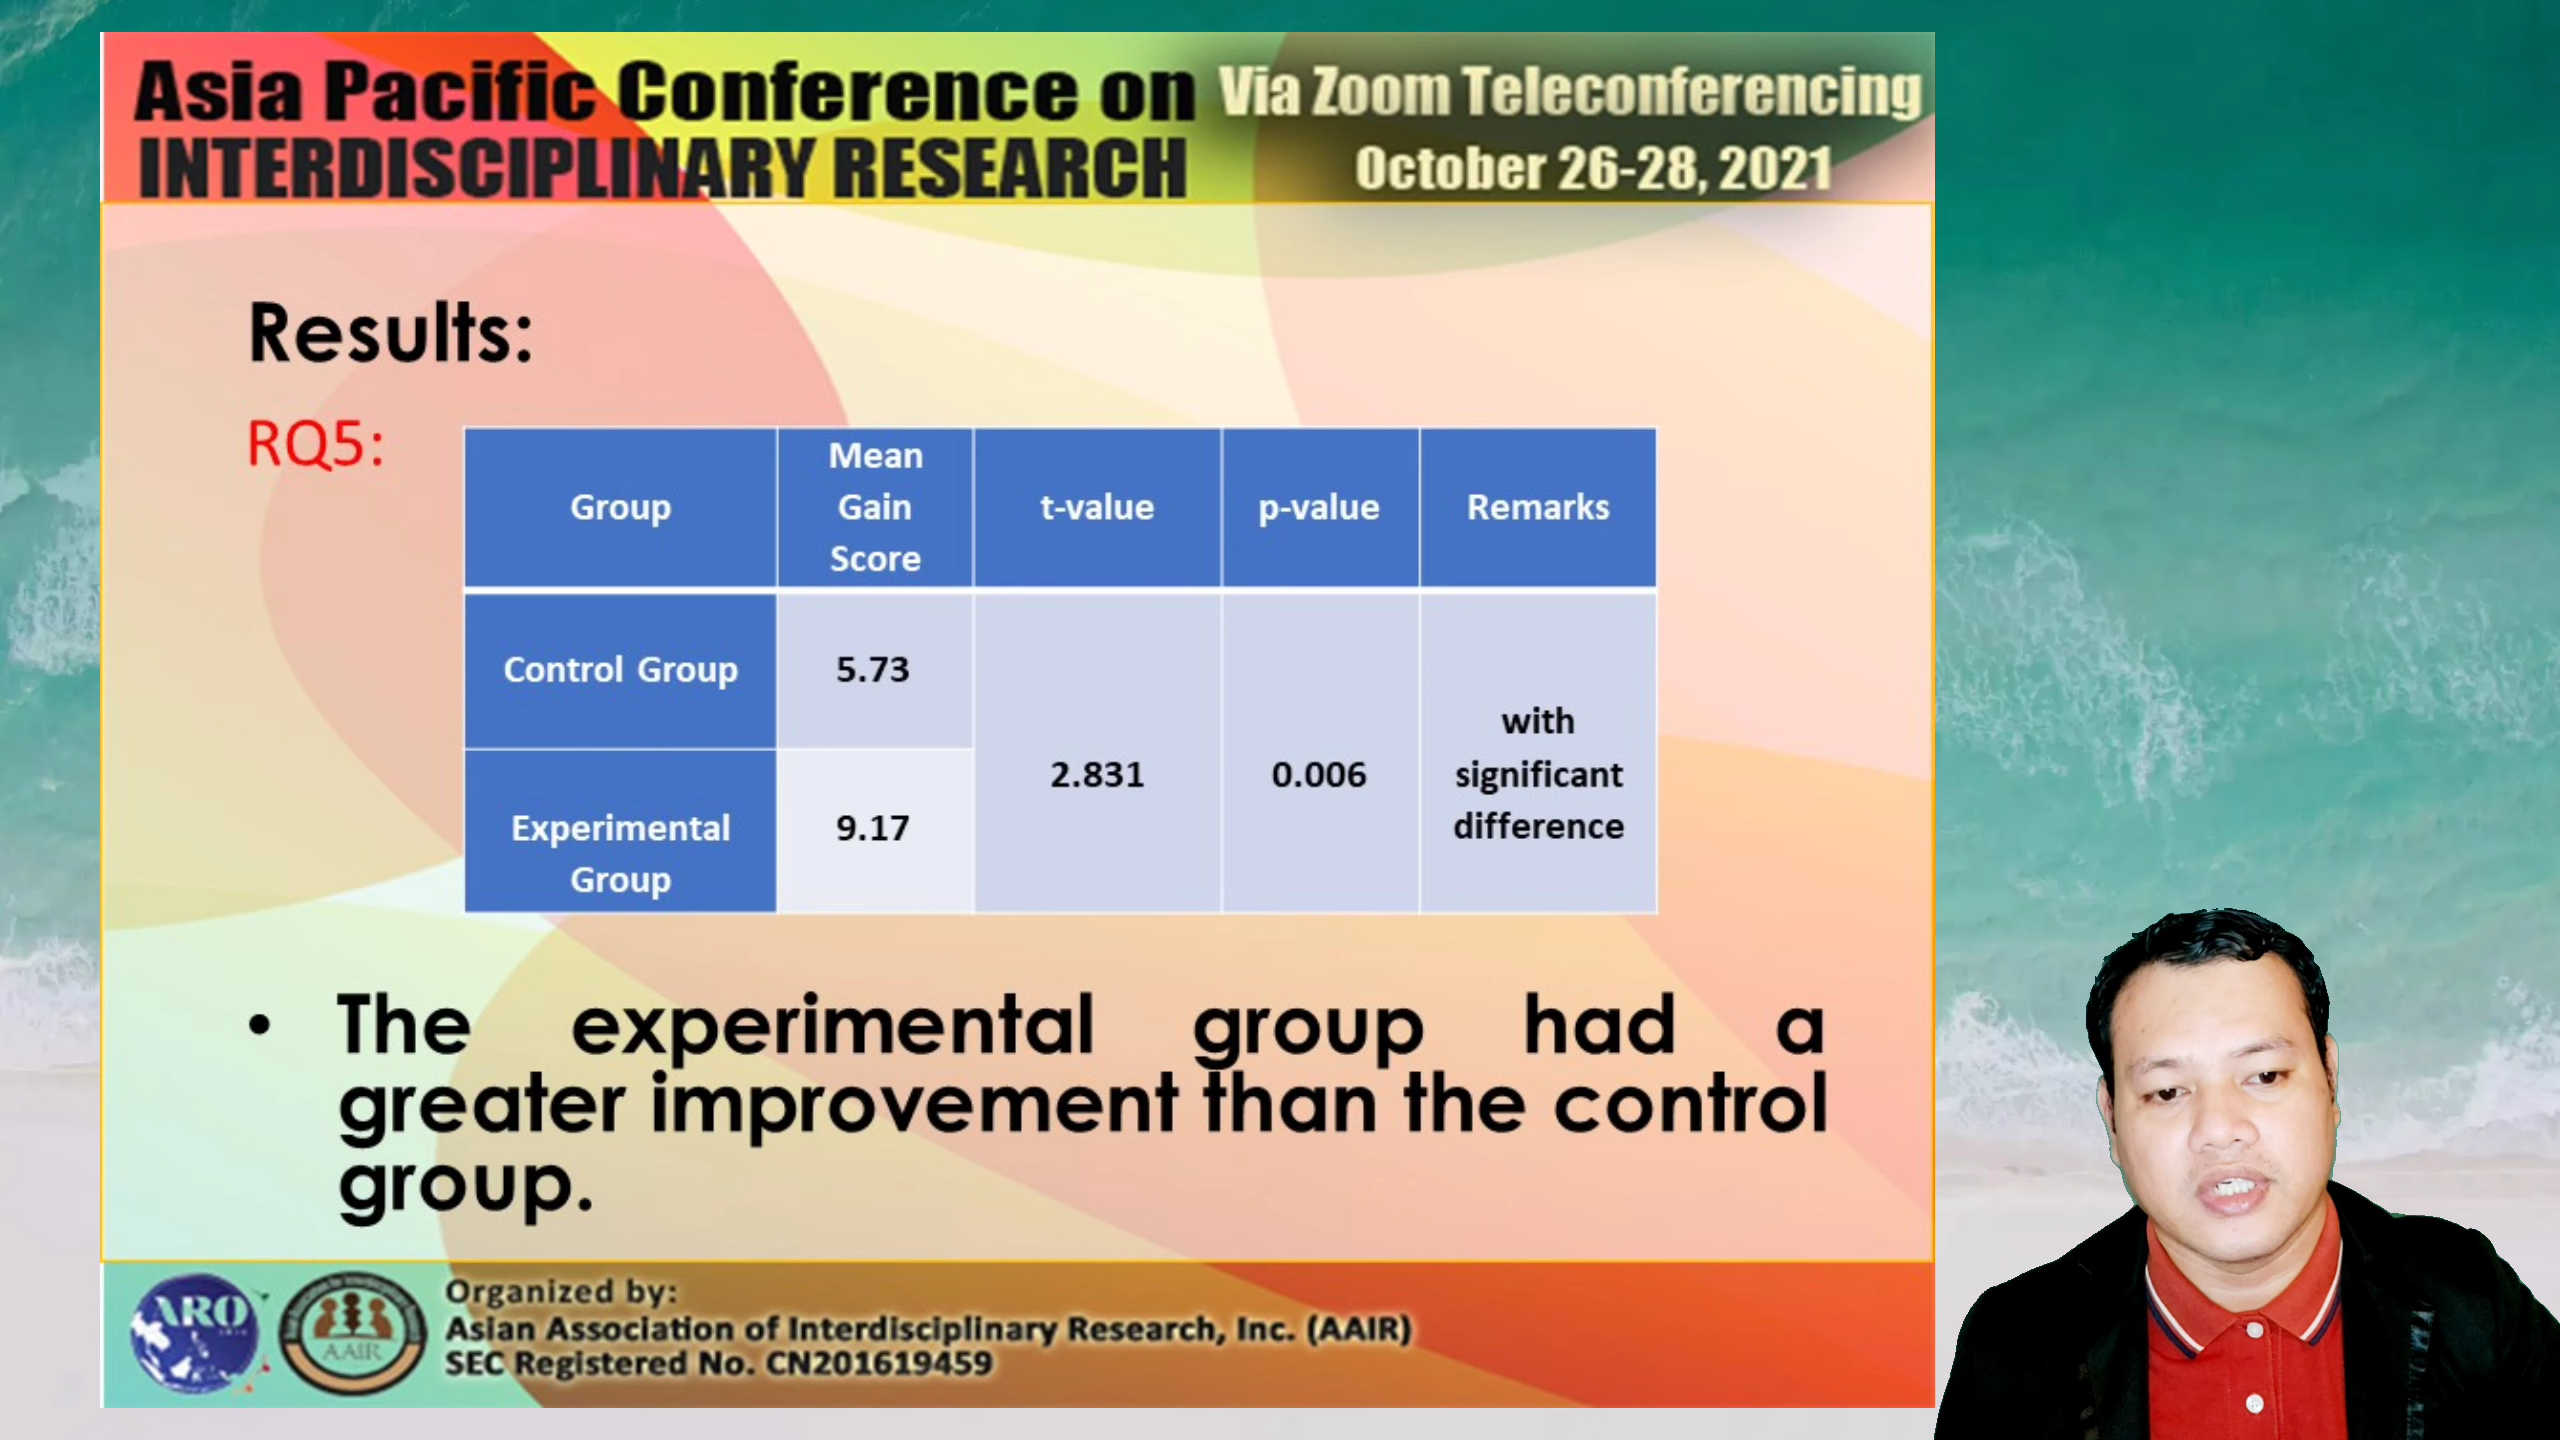 Asia Pacific Conference on
INTERDISCIPLINARY RESEARCH
Via Zoom Teleconferencing
October 26-28, 2021
Results:
RQ5:
Group
Mean
Gain
Score
t-value
p-value
Remarks
Control Group
5.73
Experimental
Group
9.17
2.831
0.006
with
significant
difference
• The experimental group had a
greater improvement than the control
group.
ARO
AAIR
Organized by:
Asian Association of Interdisciplinary Research, Inc. (AAIR)
SEC Registered No. CN201619459